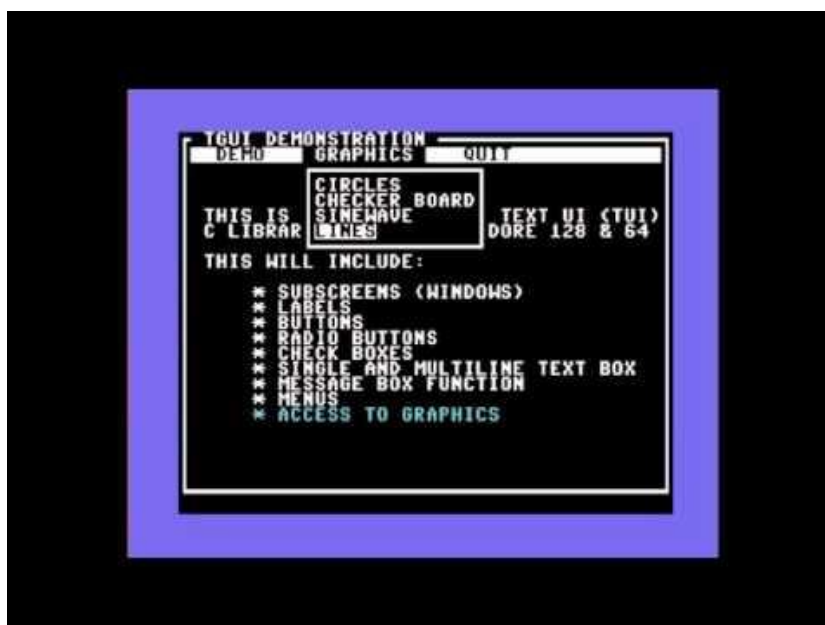 TGUI DEMONSTRATION
DEMO GRAPHICS QUIT
CIRCLES
CHECKER BOARD
THIS IS SINEWAVE TEXT UI (TUI)
C LIBRAR LINES DORE 128 & 64
THIS WILL INCLUDE:
* SUBSCREENS (WINDOWS)
* LABELS
* BUTTONS
* RADIO BUTTONS
* CHECK BOXES
* SINGLE AND MULTILINE TEXT BOX
* MESSAGE BOX FUNCTION
* MENUS
* ACCESS TO GRAPHICS